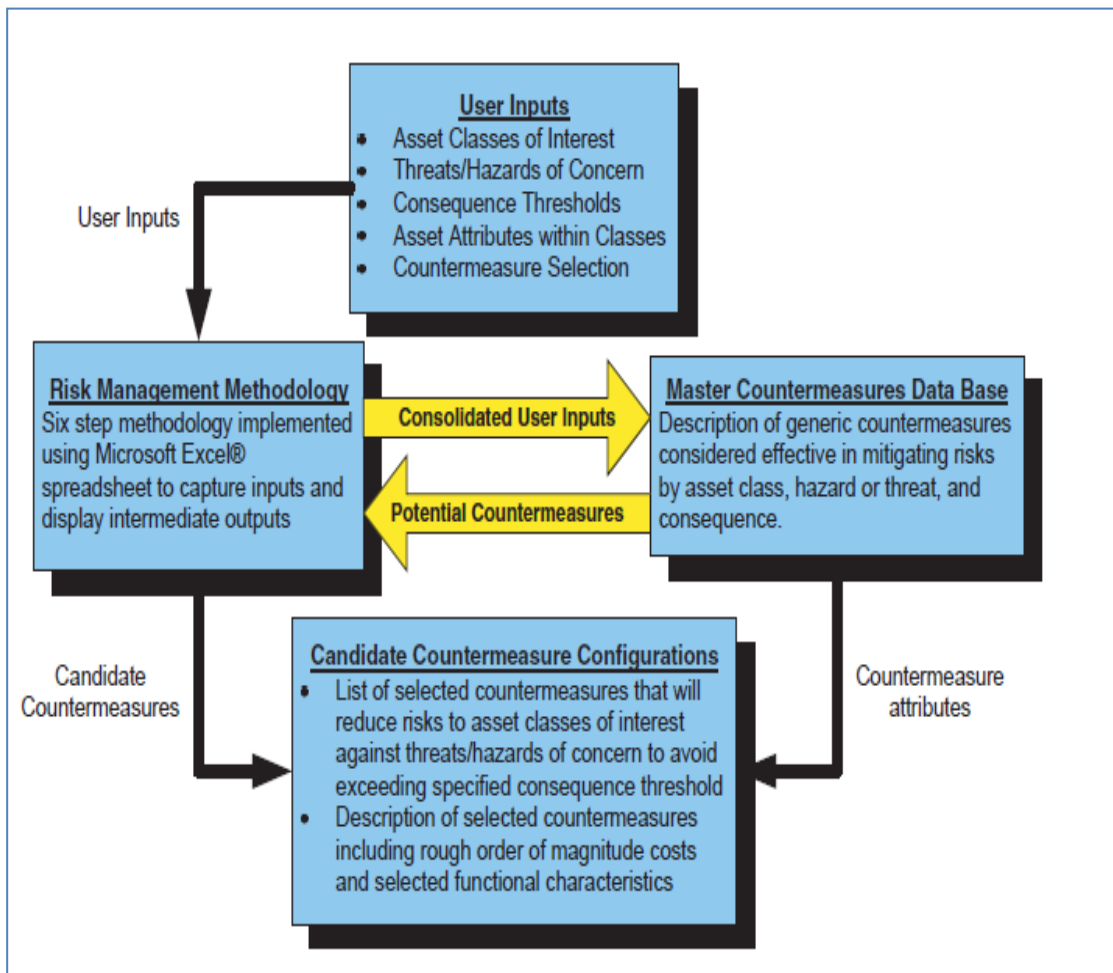 User Inputs
• Asset Classes of Interest
• Threats/Hazards of Concern
• Consequence Thresholds
• Asset Attributes within Classes
• Countermeasure Selection
User Inputs
Risk Management Methodology
Six step methodology implemented
using Microsoft Excel®
spreadsheet to capture inputs and
display intermediate outputs
Consolidated User Inputs
Potential Countermeasures
Master Countermeasures Data Base
Description of generic countermeasures
considered effective in mitigating risks
by asset class, hazard or threat, and
consequence.
Candidate
Countermeasures
Candidate Countermeasure Configurations
• List of selected countermeasures that will
reduce risks to asset classes of interest
against threats/hazards of concern to avoid
exceeding specified consequence threshold
• Description of selected countermeasures
including rough order of magnitude costs
and selected functional characteristics
Countermeasure
attributes